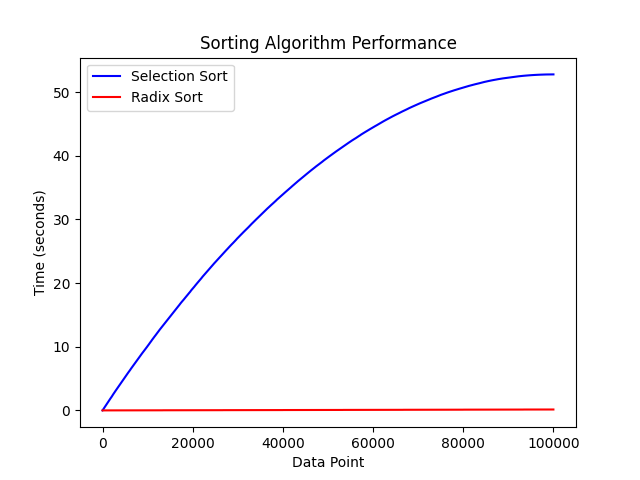 Sorting Algorithm Performance
Selection Sort
Radix Sort
50
40
30
20
10
0
Time (seconds)
0 20000 40000 60000 80000 100000
Data Point